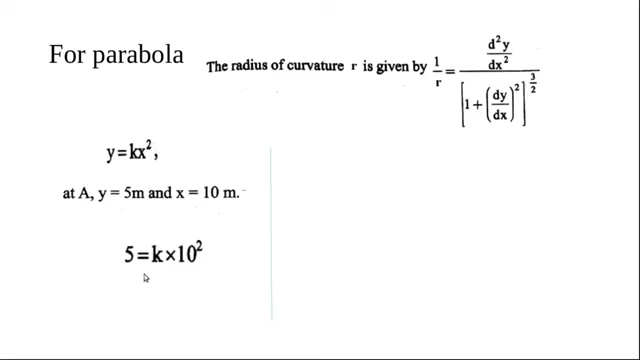 For parabola
The radius of curvature r is given by 1/r = (d²y/dx²) / [1 + (dy/dx)²]^(3/2)
y = kx²,
at A, y = 5m and x = 10 m.
5 = k × 10²